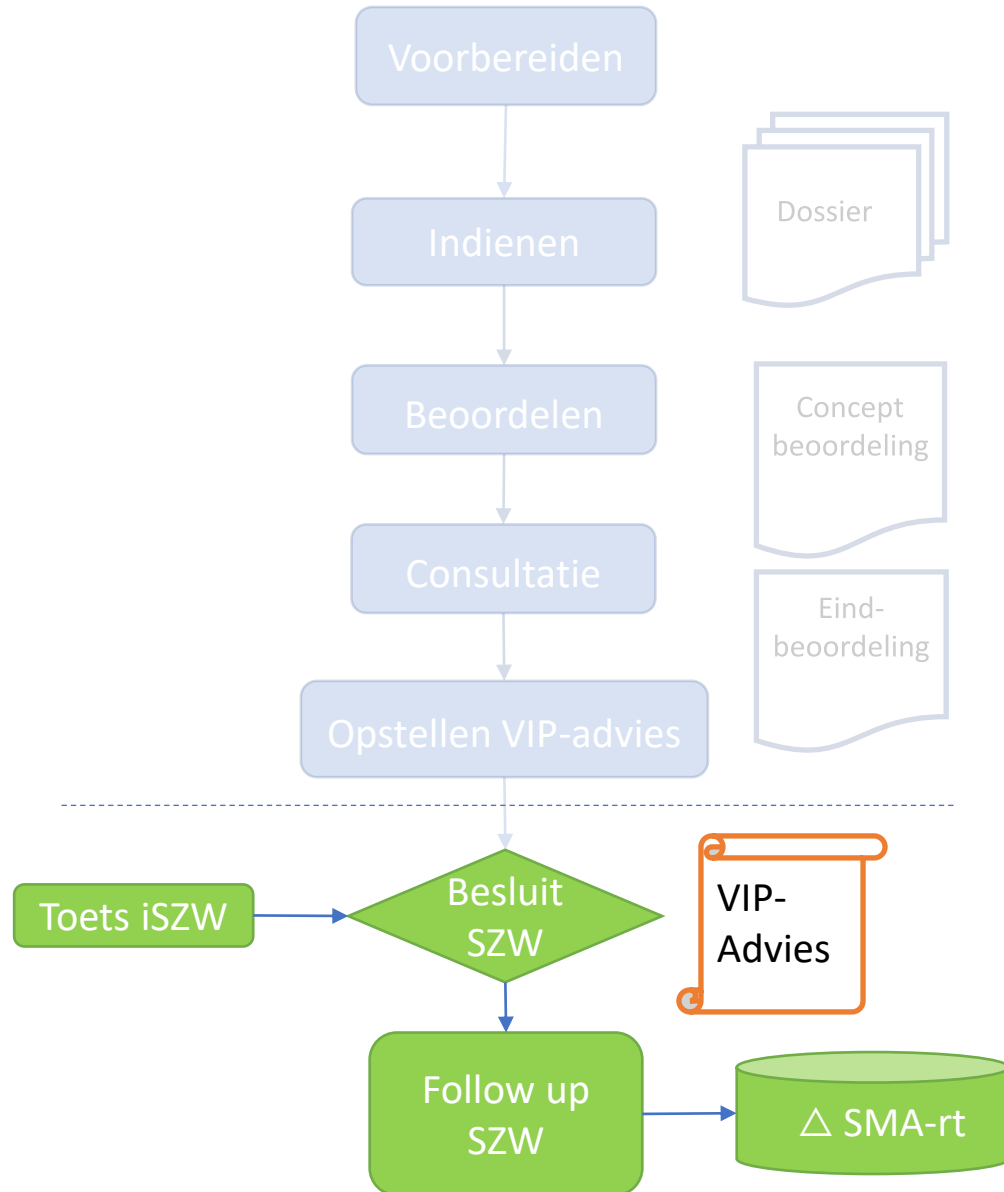 Voorbereiden
Dossier
Indienen
Beoordelen
Concept
beoordeling
Consultatie
Eind-
beoordeling
Opstellen VIP-advies
Toets iSZW
Besluit
SZW
VIP-
Advies
Follow up
SZW
△ SMA-rt